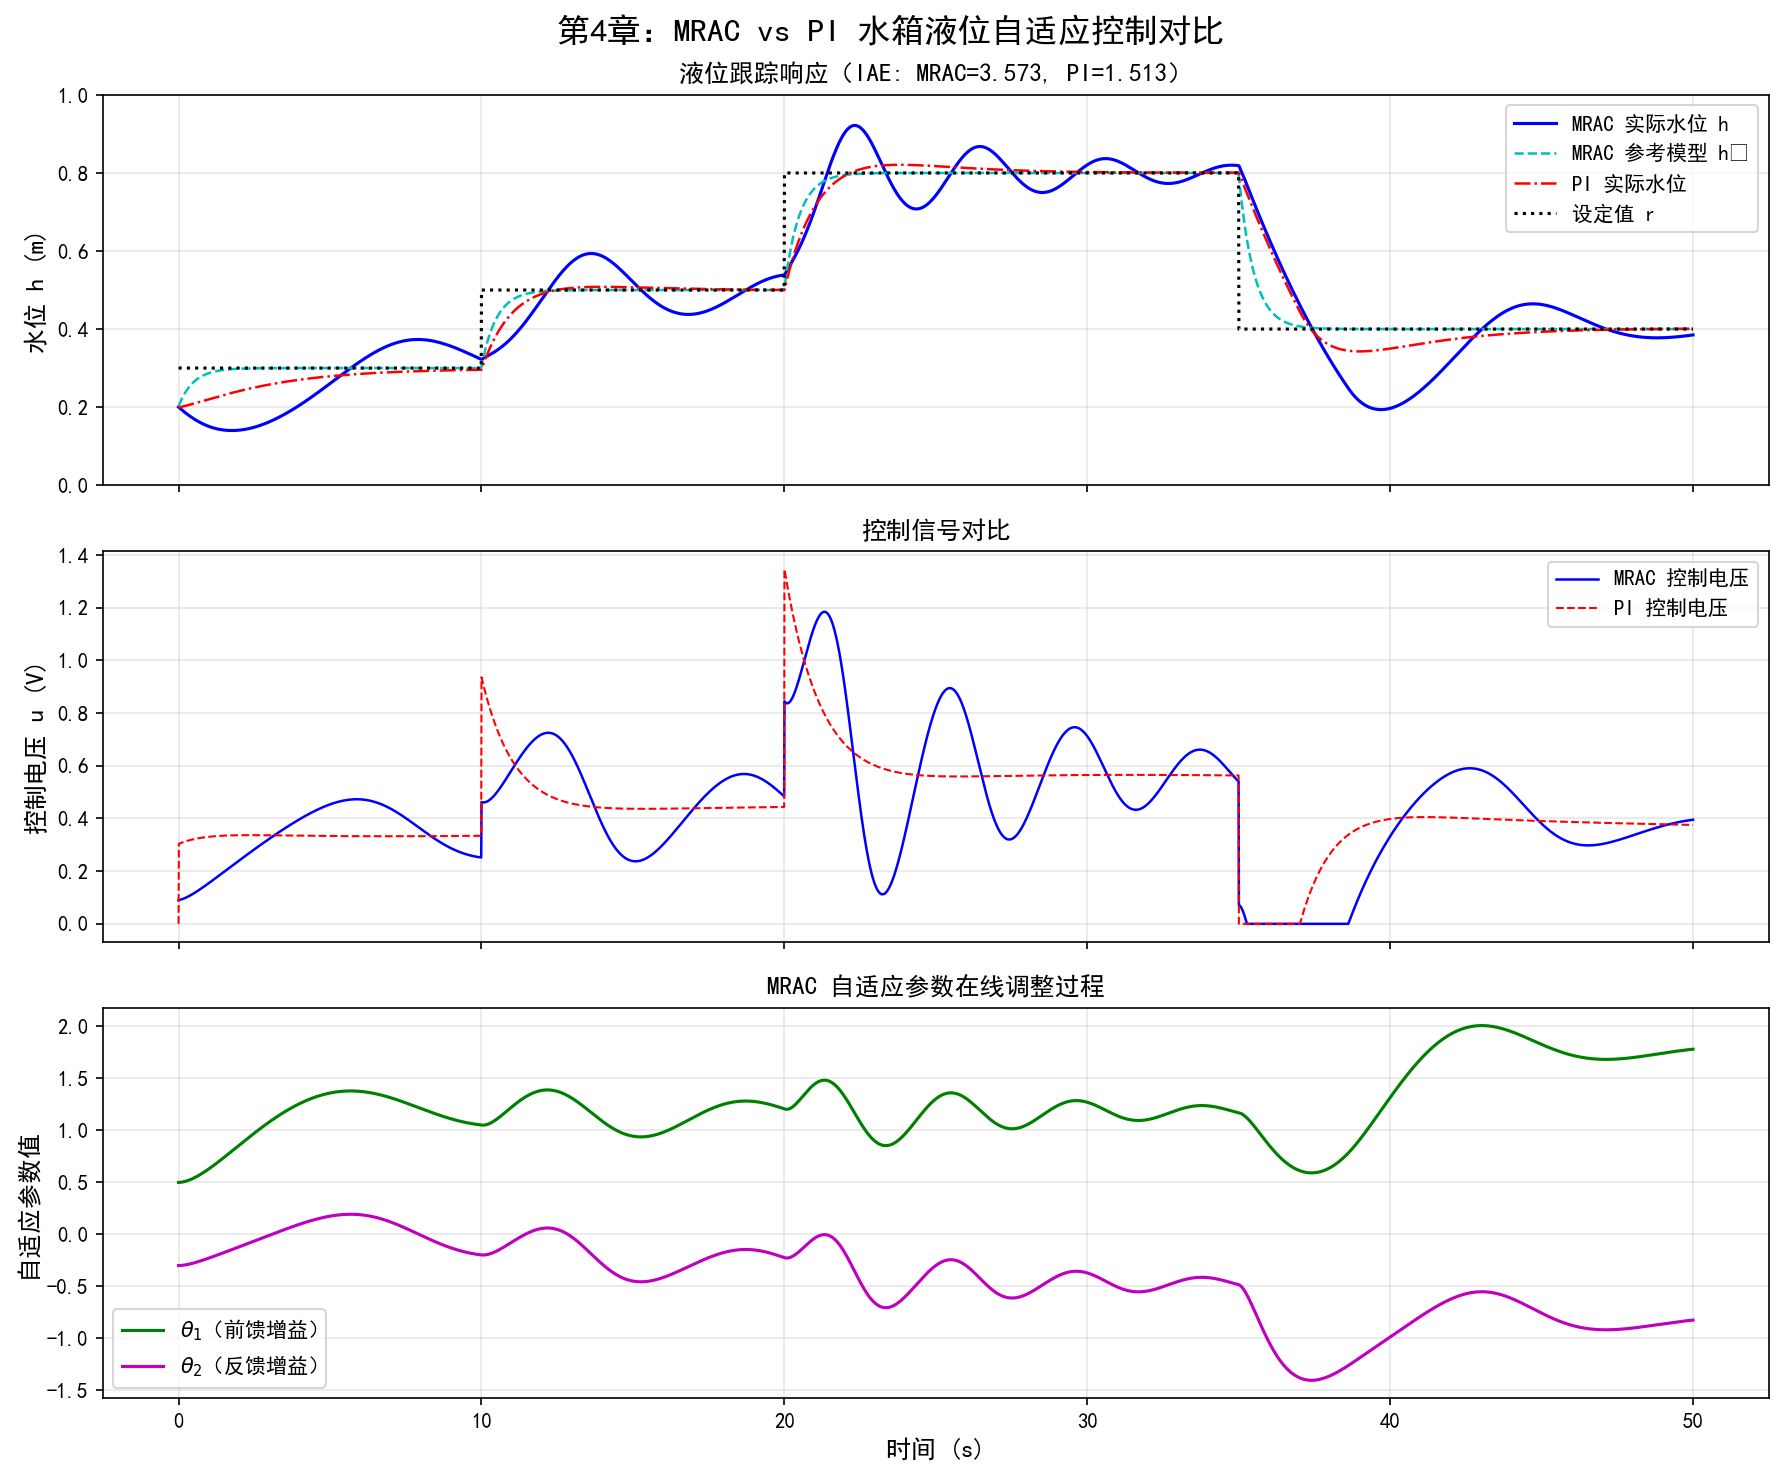 第4章：MRAC vs PI 水箱液位自适应控制对比
液位跟踪响应（IAE: MRAC=3.573, PI=1.513）
1.0
0.8
0.6
0.4
0.2
0.0
水位 h (m)
MRAC 实际水位 h
MRAC 参考模型 h□
PI 实际水位
设定值 r
控制信号对比
1.4
1.2
1.0
0.8
0.6
0.4
0.2
0.0
控制电压 u (V)
MRAC 控制电压
PI 控制电压
MRAC 自适应参数在线调整过程
2.0
1.5
1.0
0.5
0.0
−0.5
−1.0
−1.5
自适应参数值
θ₁（前馈增益）
θ₂（反馈增益）
0 10 20 30 40 50
时间 (s)